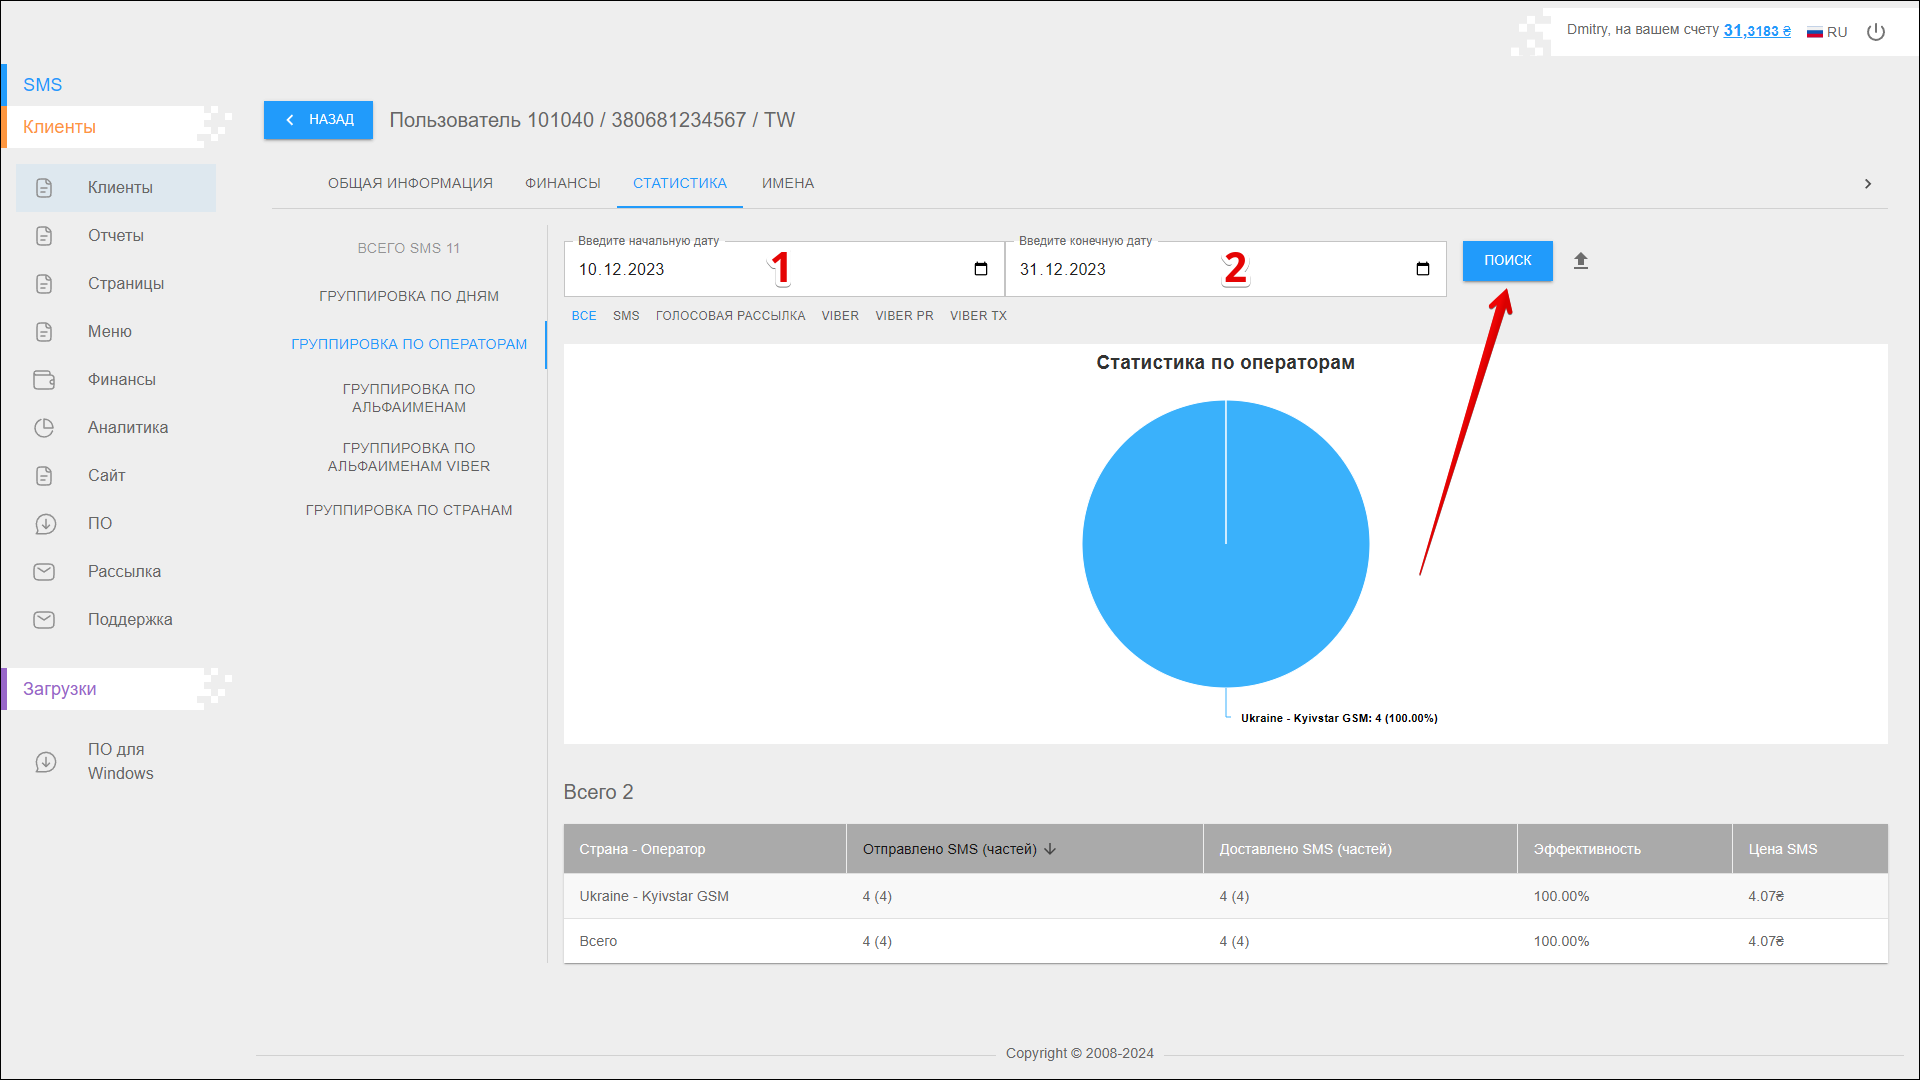 Dmitry, на вашем счету 31,3183 ₴ RU
SMS
Клиенты
Клиенты
Отчеты
Страницы
Меню
Финансы
Аналитика
Сайт
ПО
Рассылка
Поддержка
Загрузки
ПО для
Windows
НАЗАД
Пользователь 101040 / 380681234567 / TW
ОБЩАЯ ИНФОРМАЦИЯ ФИНАНСЫ СТАТИСТИКА ИМЕНА
ВСЕГО SMS 11
ГРУППИРОВКА ПО ДНЯМ
ГРУППИРОВКА ПО ОПЕРАТОРАМ
ГРУППИРОВКА ПО
АЛЬФАИМЕНАМ
ГРУППИРОВКА ПО
АЛЬФАИМЕНАМ VIBER
ГРУППИРОВКА ПО СТРАНАМ
Введите начальную дату
10.12.2023
1
Введите конечную дату
31.12.2023
2
ПОИСК
ВСЕ SMS ГОЛОСОВАЯ РАССЫЛКА VIBER VIBER PR VIBER TX
Статистика по операторам
Ukraine - Kyivstar GSM: 4 (100.00%)
Всего 2
Страна - Оператор Отправлено SMS (частей) Доставлено SMS (частей) Эффективность Цена SMS
Ukraine - Kyivstar GSM 4 (4) 4 (4) 100.00% 4.07₴
Всего 4 (4) 4 (4) 100.00% 4.07₴
Copyright © 2008-2024